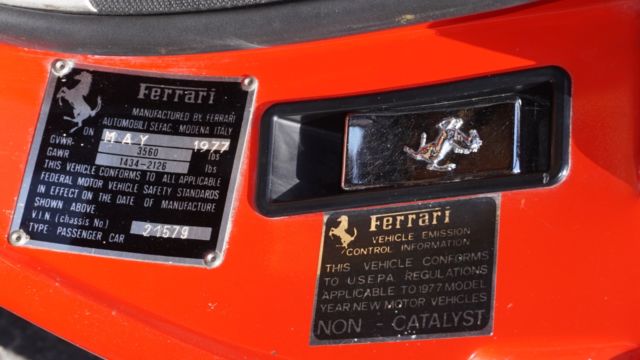 Ferrari
MANUFACTURED BY FERRARI
AUTOMOBILI SEFAC. MODENA ITALY
ON MAY 1977
GVWR 3560 lbs
GAWR 1434-2126 lbs
THIS VEHICLE CONFORMS TO ALL APPLICABLE
FEDERAL MOTOR VEHICLE SAFETY STANDARDS
IN EFFECT ON THE DATE OF MANUFACTURE
SHOWN ABOVE
V.I.N. (chassis No) 21579
TYPE: PASSENGER CAR
Ferrari
VEHICLE EMISSION
CONTROL INFORMATION
THIS VEHICLE CONFORMS
TO U.S.E.P.A. REGULATIONS
APPLICABLE TO 1977 MODEL
YEAR NEW MOTOR VEHICLES
NON - CATALYST